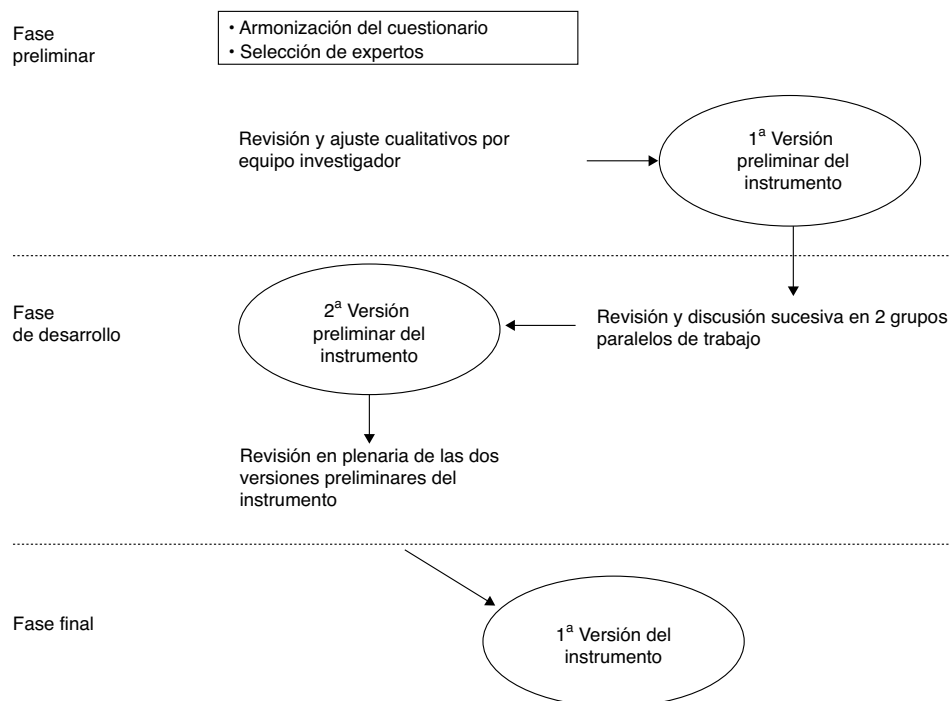 Fase
preliminar
• Armonización del cuestionario
• Selección de expertos
Revisión y ajuste cualitativos por
equipo investigador
1ª Versión
preliminar del
instrumento
Fase
de desarrollo
2ª Versión
preliminar del
instrumento
Revisión y discusión sucesiva en 2 grupos
paralelos de trabajo
Revisión en plenaria de las dos
versiones preliminares del
instrumento
Fase final
1ª Versión del
instrumento